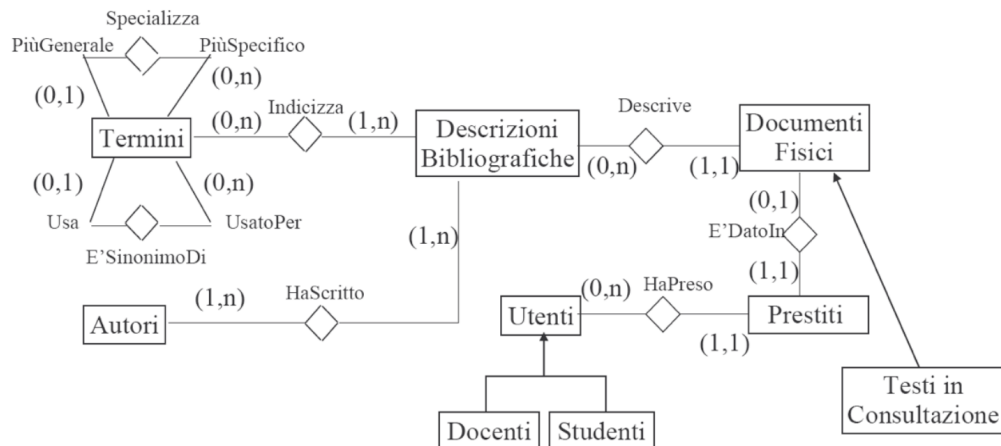 Specializza
PiùGenerale
PiùSpecifico
(0,1)
(0,n)
Termini
(0,n)
Indicizza
(1,n)
Descrizioni
Bibliografiche
(0,n)
Descrive
(1,1)
Documenti
Fisici
(0,1)
(0,n)
Usa
UsatoPer
E'SinonimoDi
(1,n)
(0,1)
E'DatoIn
(1,1)
Autori
(1,n)
HaScritto
Utenti
(0,n)
HaPreso
(1,1)
Prestiti
Docenti
Studenti
Testi in
Consultazione